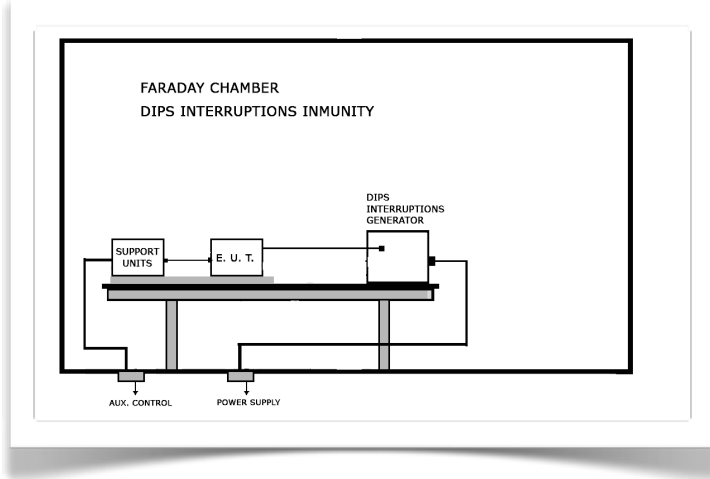 FARADAY CHAMBER
DIPS INTERRUPTIONS INMUNITY
DIPS
INTERRUPTIONS
GENERATOR
SUPPORT
UNITS
E. U. T.
AUX. CONTROL
POWER SUPPLY